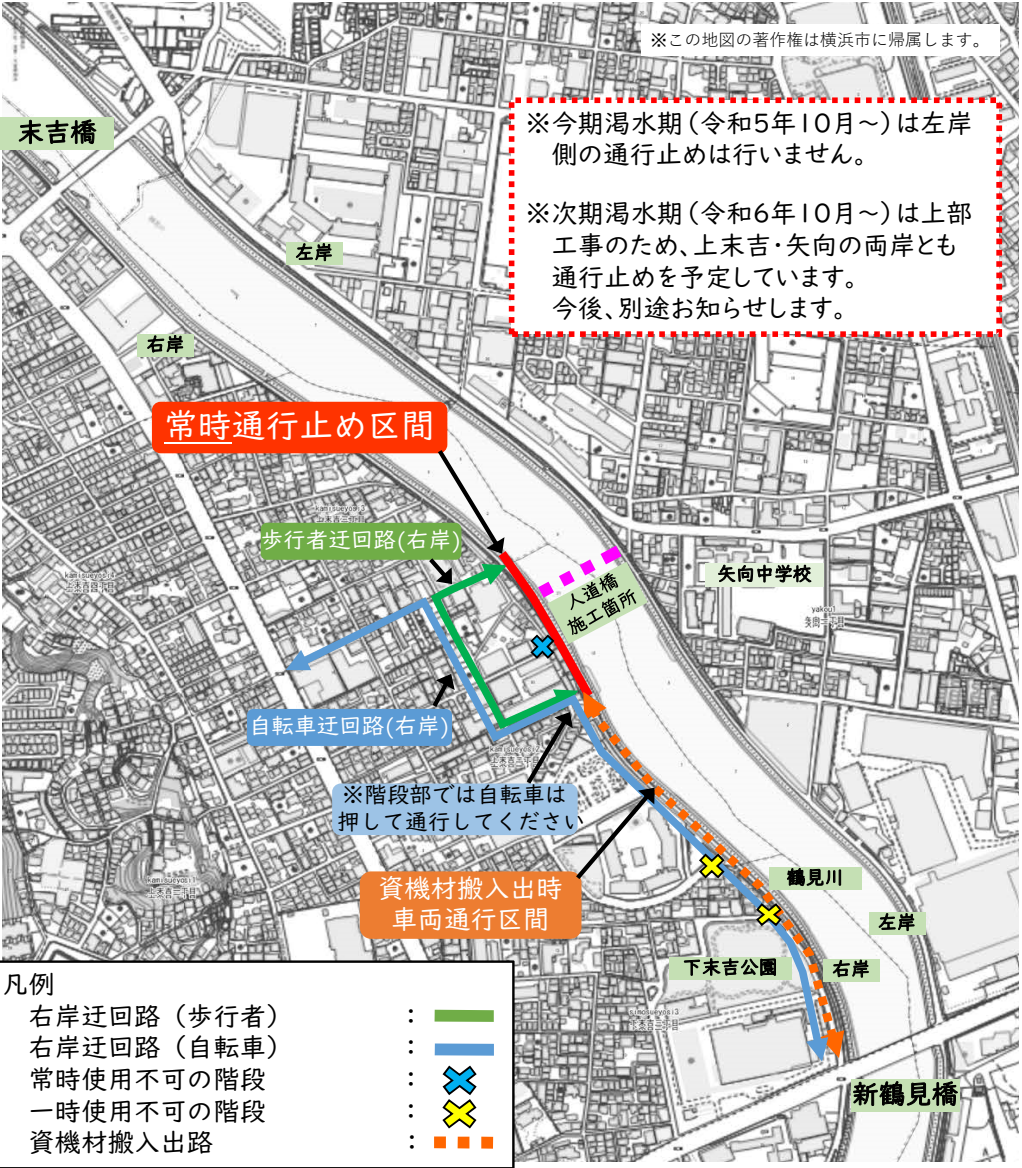 ※この地図の著作権は横浜市に帰属します。
末吉橋
※今期渇水期(令和5年10月~)は左岸
側の通行止めは行いません。
※次期渇水期(令和6年10月~)は上部
工事のため、上末吉・矢向の両岸とも
通行止めを予定しています。
今後、別途お知らせします。
左岸
右岸
常時通行止め区間
歩行者迂回路(右岸)
人道橋
施工箇所
矢向中学校
自転車迂回路(右岸)
※階段部では自転車は
押して通行してください
資機材搬入出時
車両通行区間
鶴見川
左岸
下末吉公園
右岸
新鶴見橋
凡例
右岸迂回路(歩行者) :
右岸迂回路(自転車) :
常時使用不可の階段 :
一時使用不可の階段 :
資機材搬入出路 :